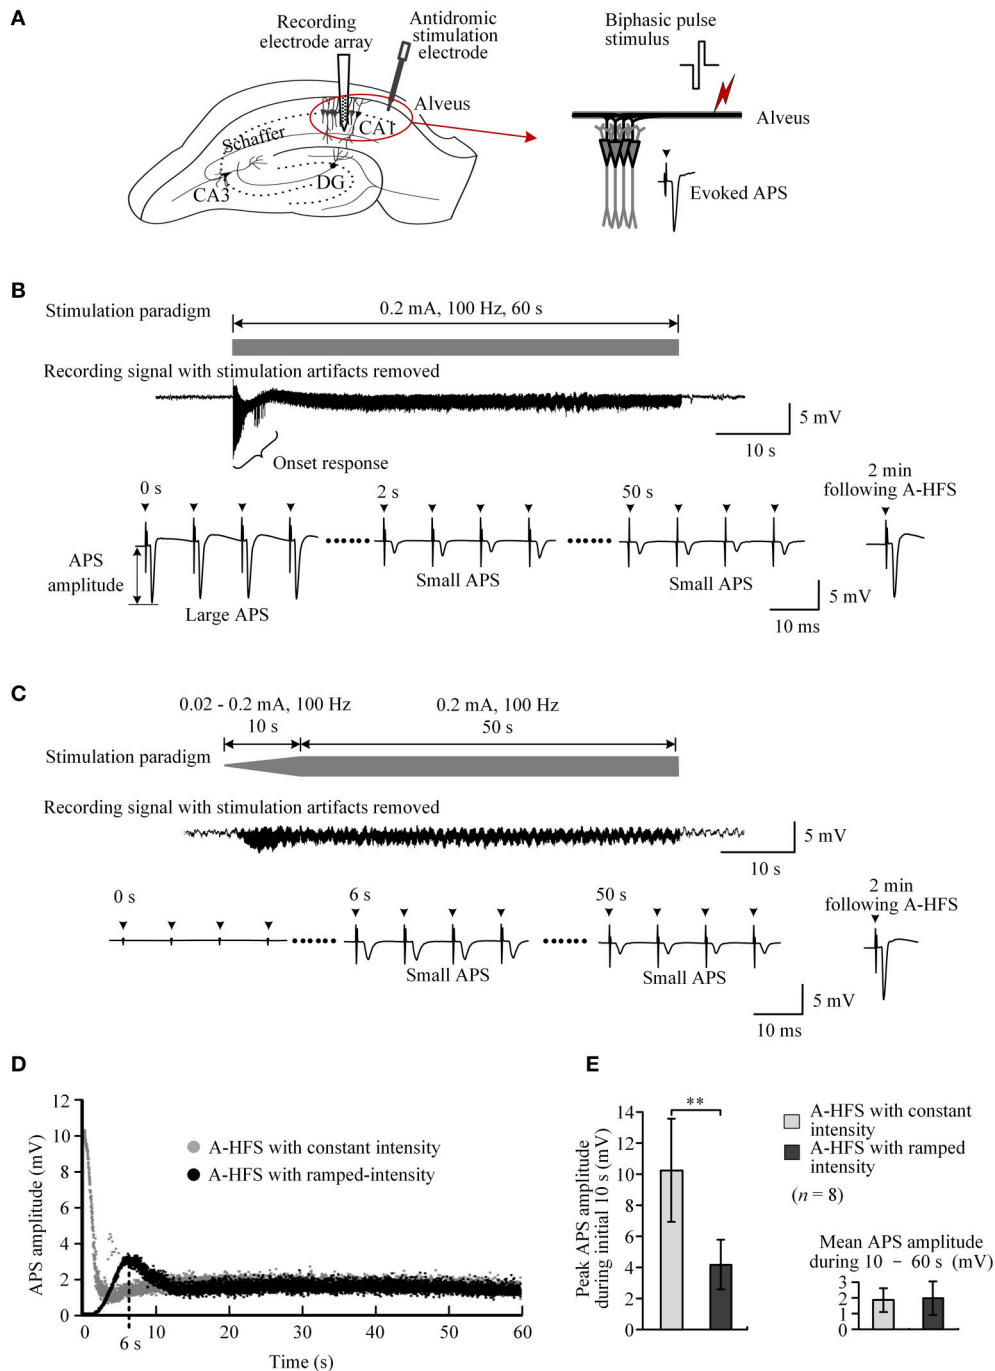 A
Recording
electrode array
Antidromic
stimulation
electrode
Alveus
Schaffer
CA1
CA3
DG
Biphasic pulse
stimulus
Alveus
Evoked APS
B
Stimulation paradigm
0.2 mA, 100 Hz, 60 s
Recording signal with stimulation artifacts removed
5 mV
10 s
Onset response
0 s
2 s
50 s
2 min
following A-HFS
APS
amplitude
Large APS
Small APS
Small APS
5 mV
10 ms
C
0.02 - 0.2 mA, 100 Hz
10 s
0.2 mA, 100 Hz
50 s
Stimulation paradigm
Recording signal with stimulation artifacts removed
5 mV
10 s
0 s
6 s
50 s
2 min
following A-HFS
Small APS
Small APS
5 mV
10 ms
D
APS amplitude (mV)
12
10
8
6
4
2
0
A-HFS with constant intensity
A-HFS with ramped-intensity
0 10 20 30 40 50 60
6 s
Time (s)
E
Peak APS amplitude
during initial 10 s (mV)
14
12
10
8
6
4
2
0
**
A-HFS with constant
intensity
A-HFS with ramped
intensity
(n = 8)
Mean APS amplitude
during 10 - 60 s (mV)
3
2
1
0